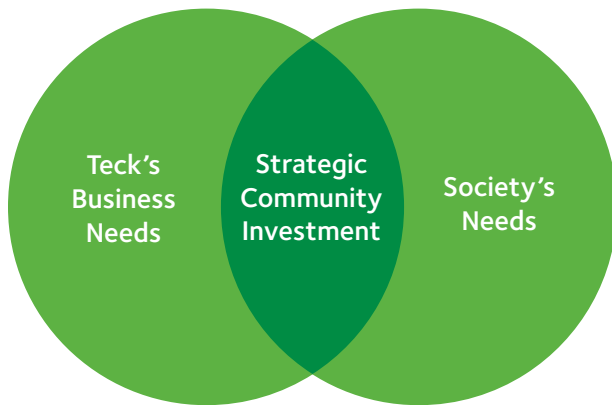 Teck’s
Business
Needs
Strategic
Community
Investment
Society’s
Needs